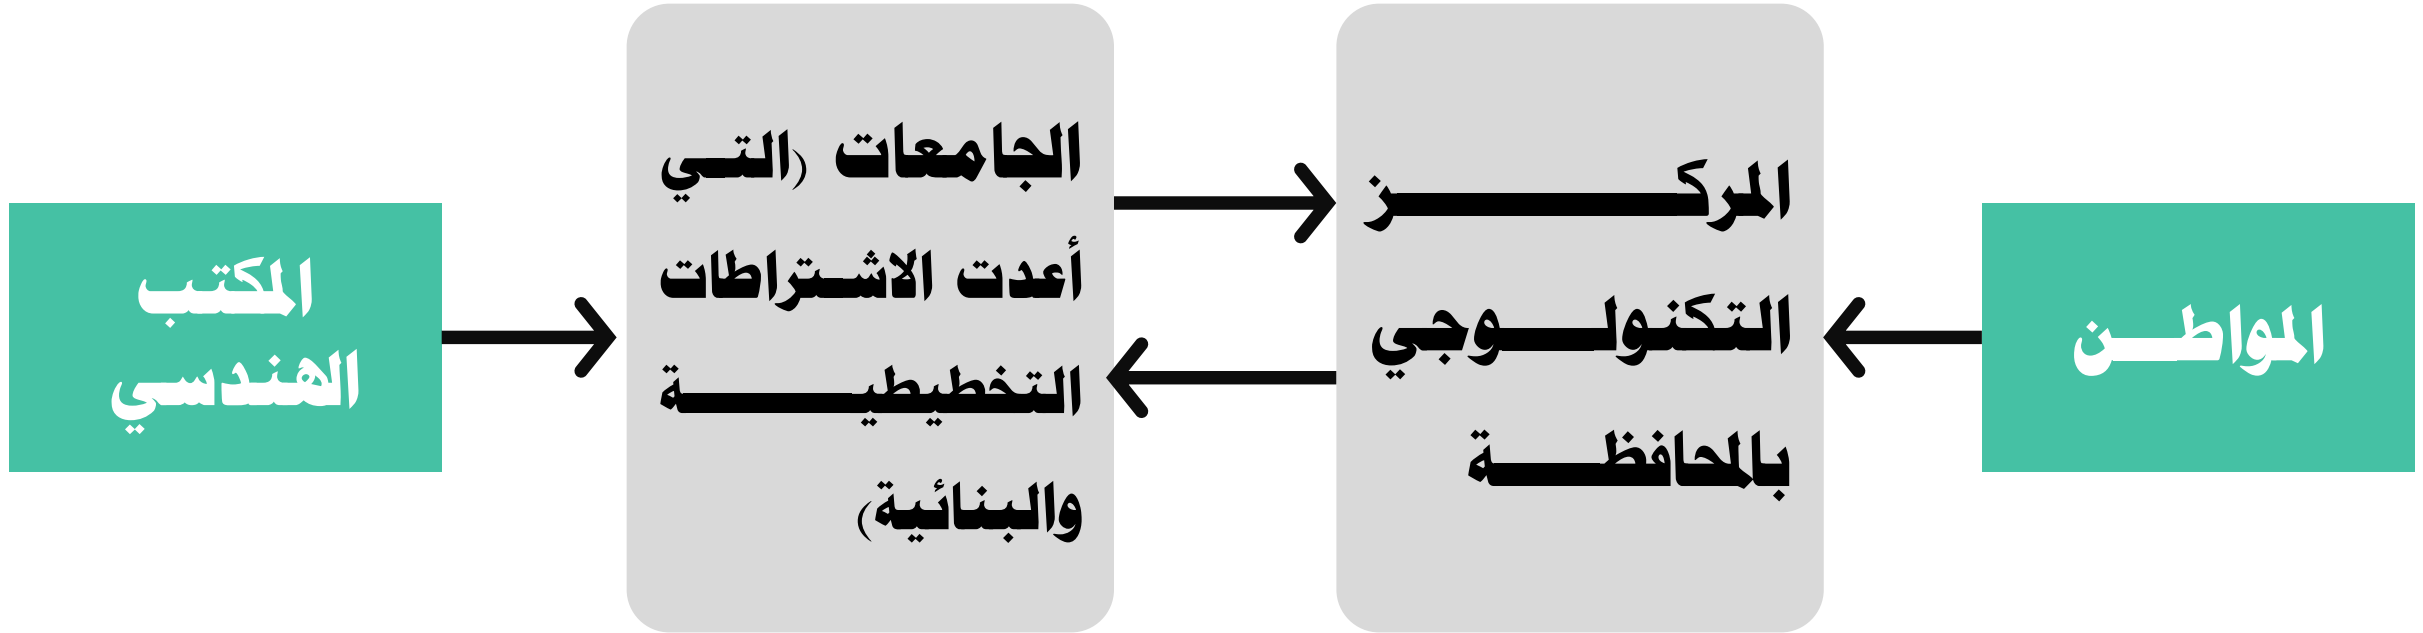 المواطن
المركز
التكنولوجي
بالمحافظة
الجامعات (التي
أعدت الاشتراطات
التخطيطية
والبنائية)
المكتب
الهندسي